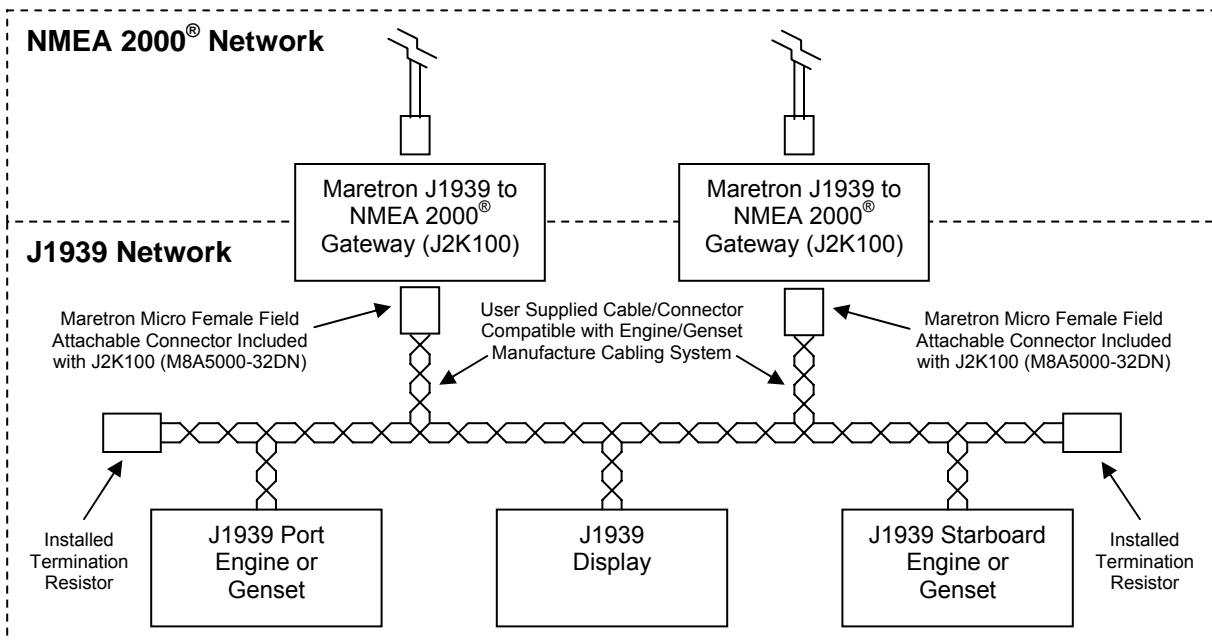 NMEA 2000® Network
Maretron J1939 to
NMEA 2000®
Gateway (J2K100)
Maretron J1939 to
NMEA 2000®
Gateway (J2K100)
J1939 Network
Maretron Micro Female Field
Attachable Connector Included
with J2K100 (M8A5000-32DN)
User Supplied Cable/Connector
Compatible with Engine/Genset
Manufacture Cabling System
Maretron Micro Female Field
Attachable Connector Included
with J2K100 (M8A5000-32DN)
Installed
Termination
Resistor
J1939 Port
Engine or
Genset
J1939
Display
J1939 Starboard
Engine or
Genset
Installed
Termination
Resistor